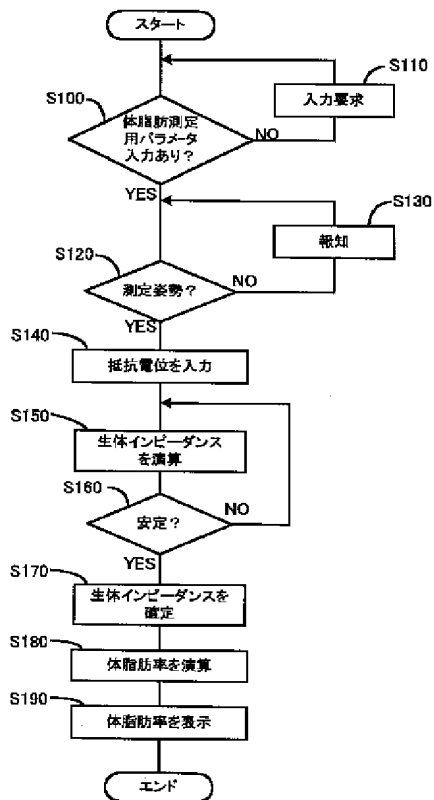 スタート
S110
入力要求
S100
体脂肪測定
用パラメータ
入力あり?
NO
YES
S130
報知
S120
測定姿勢?
NO
YES
S140
抵抗電位を入力
S150
生体インピーダンス
を演算
S160
安定?
NO
YES
S170
生体インピーダンスを
確定
S180
体脂肪率を演算
S190
体脂肪率を表示
エンド